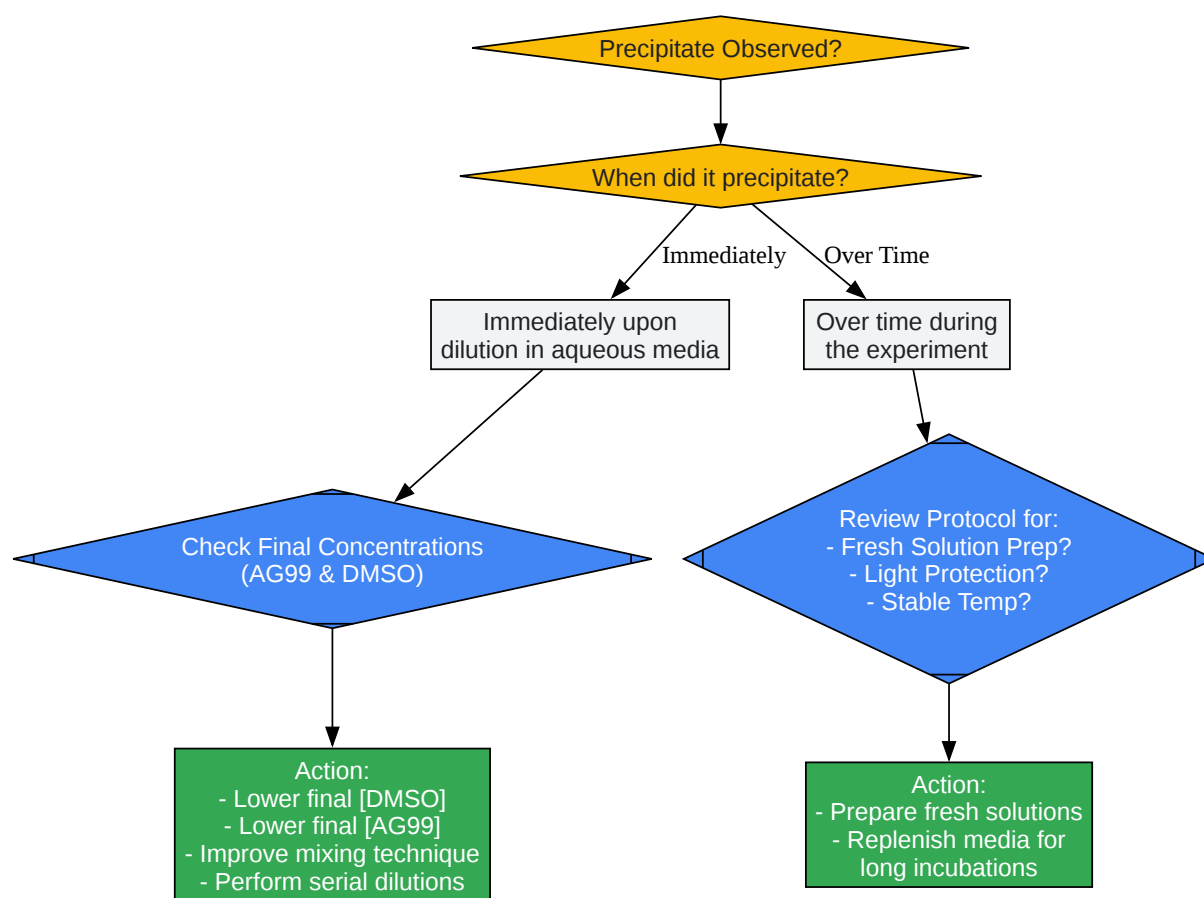 Precipitate Observed?
When did it precipitate?
Immediately
Over Time
Immediately upon
dilution in aqueous media
Over time during
the experiment
Check Final Concentrations
(AG99 & DMSO)
Review Protocol for:
- Fresh Solution Prep?
- Light Protection?
- Stable Temp?
Action:
- Lower final [DMSO]
- Lower final [AG99]
- Improve mixing technique
- Perform serial dilutions
Action:
- Prepare fresh solutions
- Replenish media for
long incubations